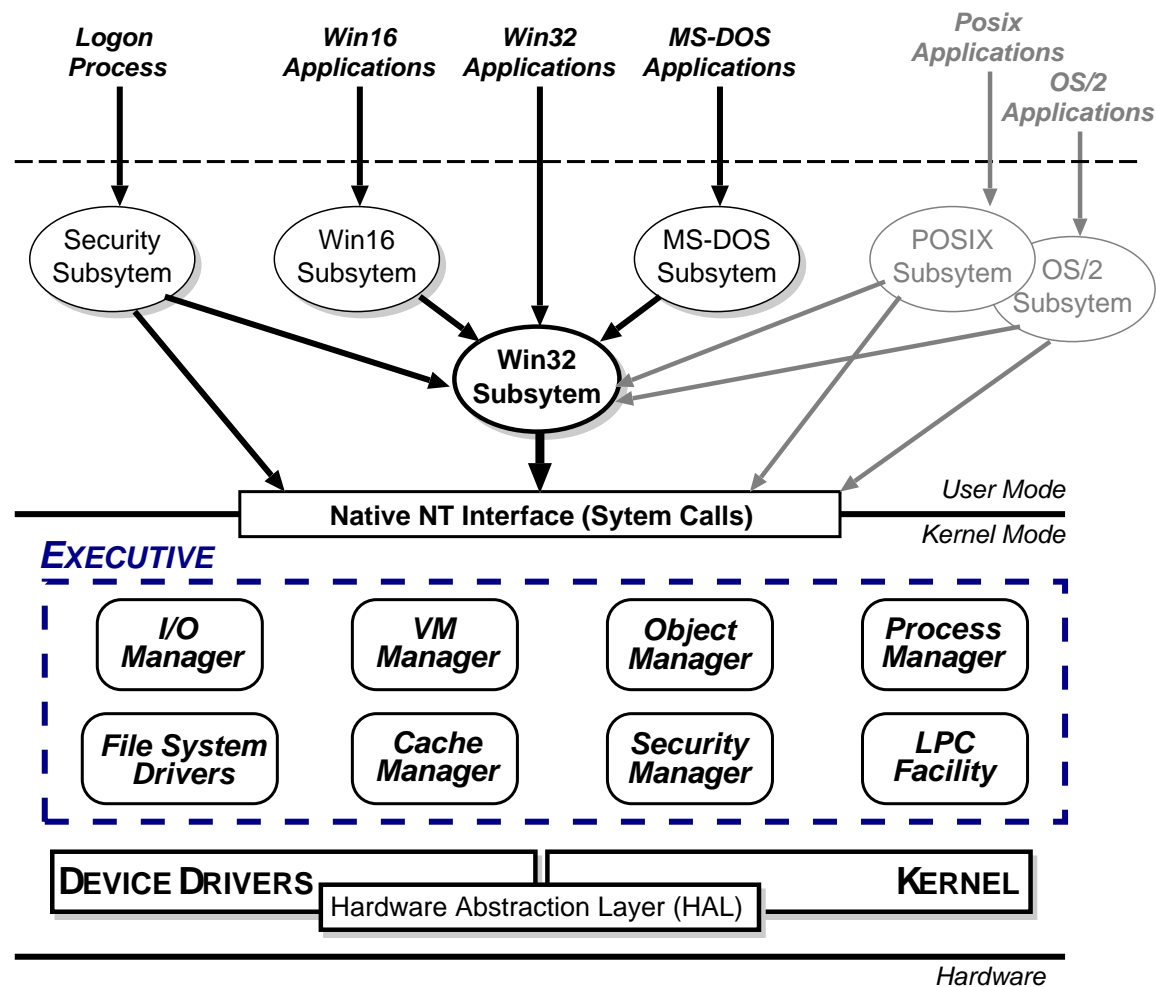 Logon
Process
Win16
Applications
Win32
Applications
MS-DOS
Applications
Posix
Applications
OS/2
Applications
Security
Subsytem
Win16
Subsytem
MS-DOS
Subsytem
POSIX
Subsytem
OS/2
Subsytem
Win32
Subsytem
User Mode
Native NT Interface (Sytem Calls)
Kernel Mode
EXECUTIVE
I/O
Manager
VM
Manager
Object
Manager
Process
Manager
File System
Drivers
Cache
Manager
Security
Manager
LPC
Facility
DEVICE DRIVERS
KERNEL
Hardware Abstraction Layer (HAL)
Hardware